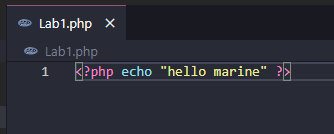 Lab1.php ×
Lab1.php
1 <?php echo "hello marine" ?>